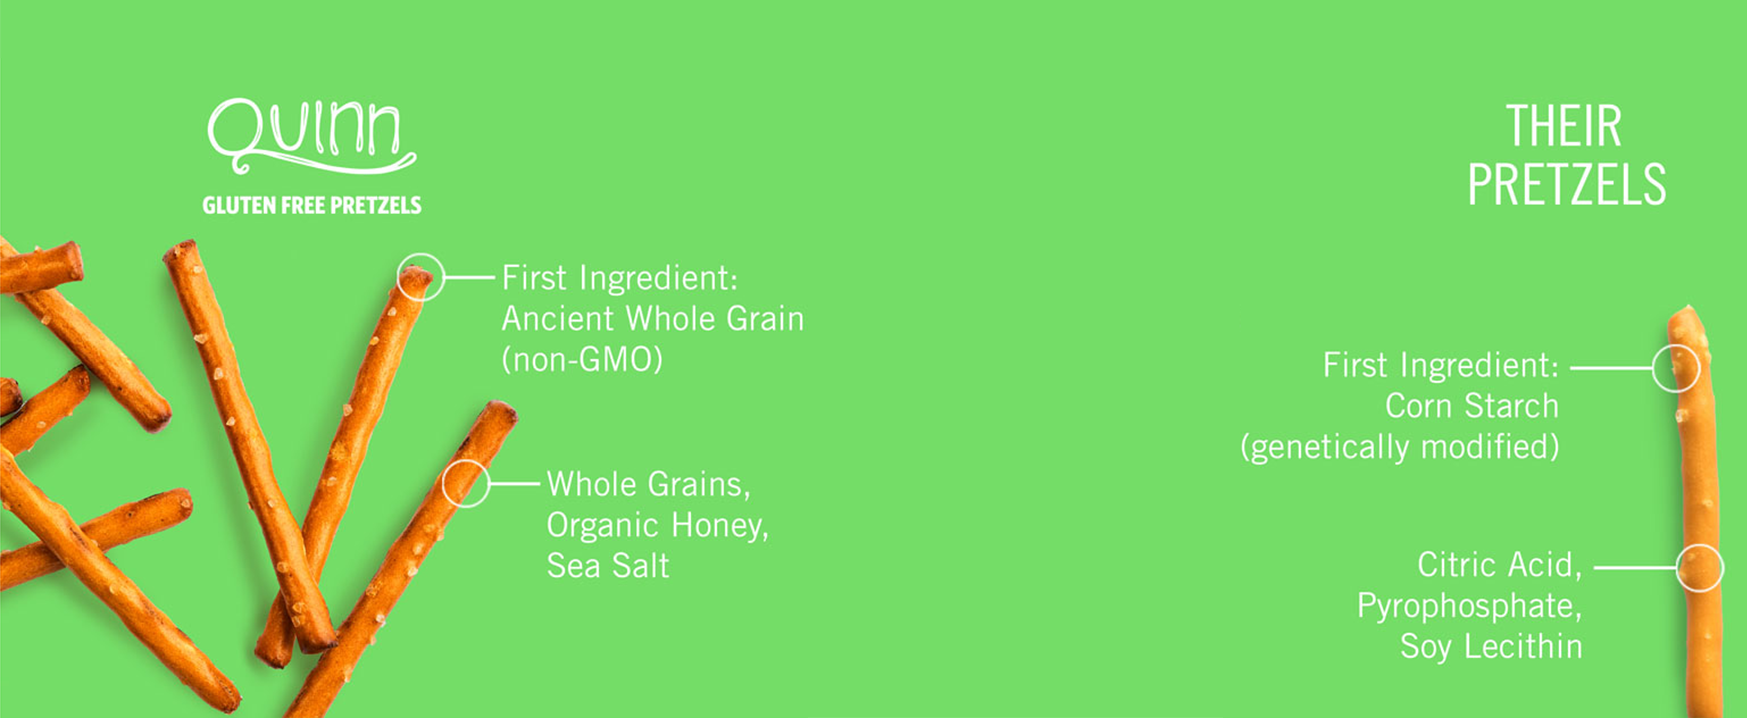 Quinn
GLUTEN FREE PRETZELS
First Ingredient:
Ancient Whole Grain
(non-GMO)
Whole Grains,
Organic Honey,
Sea Salt
THEIR
PRETZELS
First Ingredient:
Corn Starch
(genetically modified)
Citric Acid,
Pyrophosphate,
Soy Lecithin